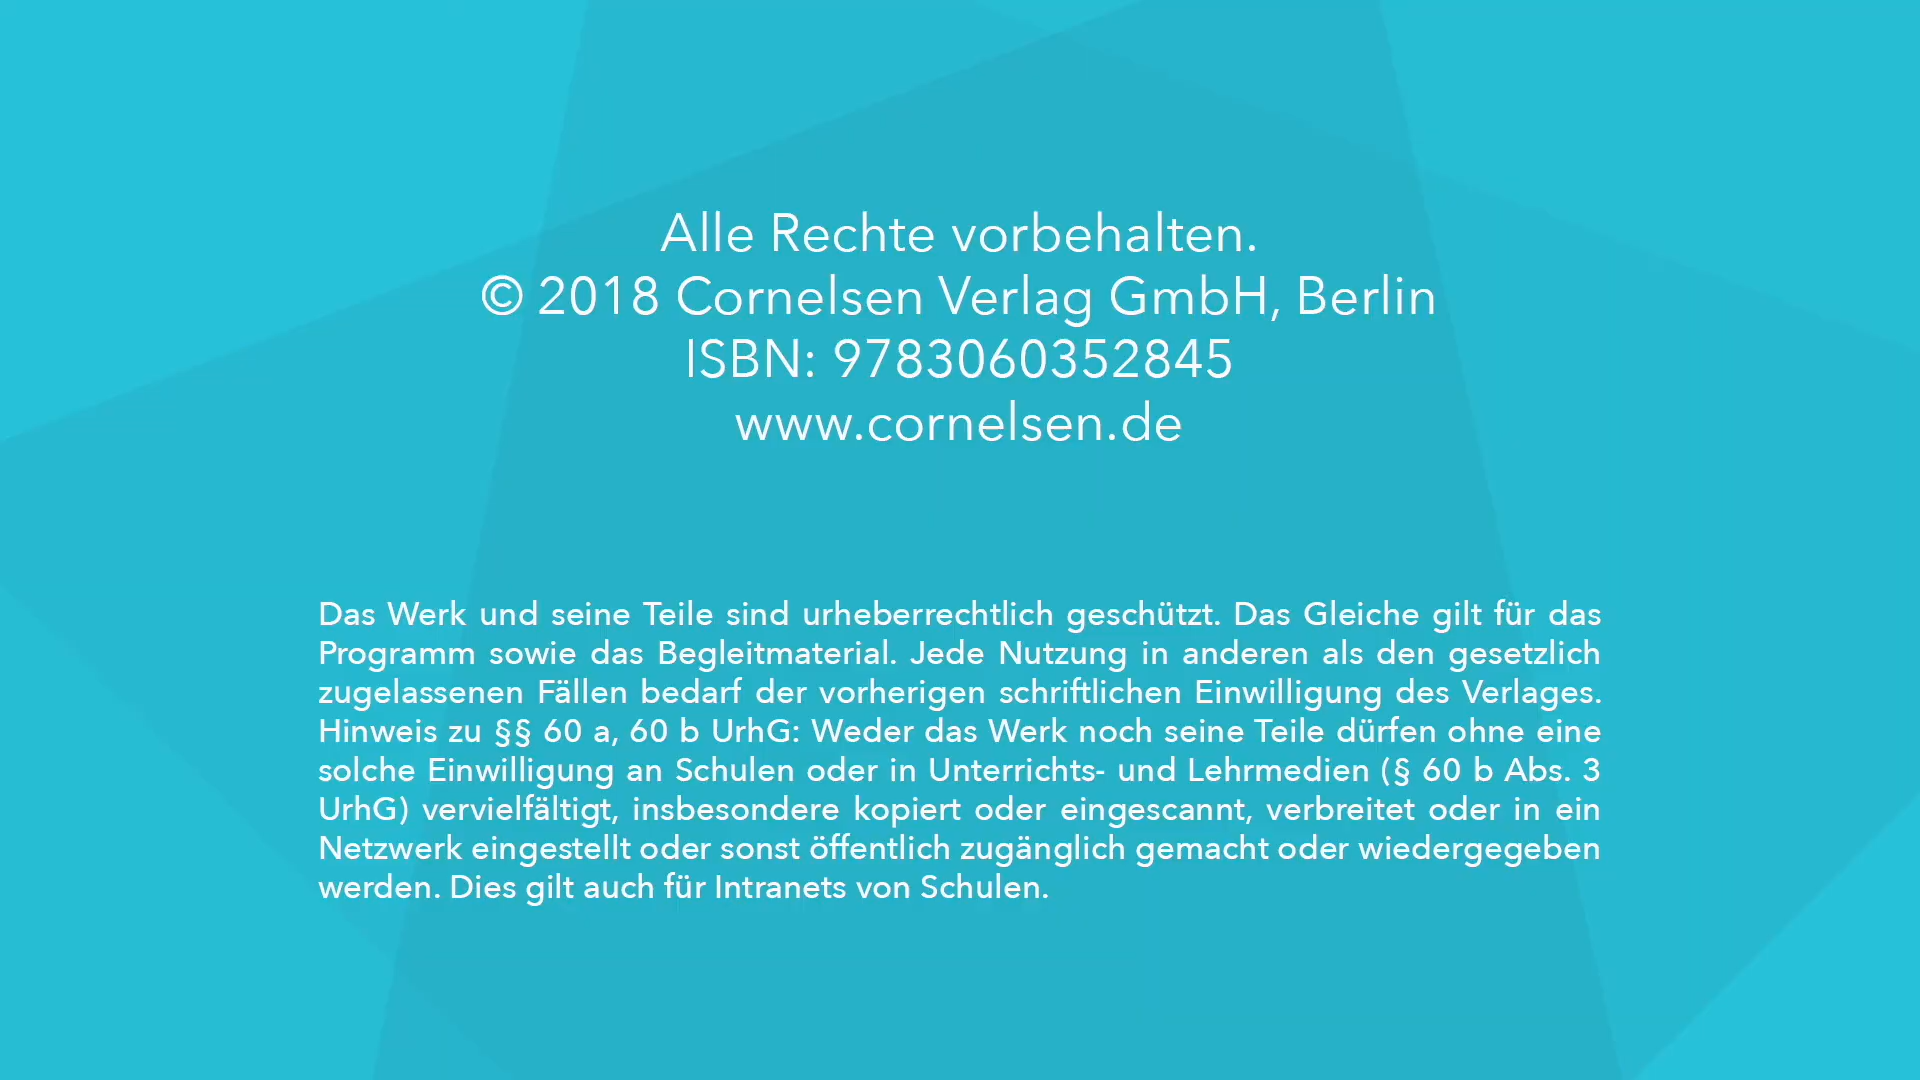 Alle Rechte vorbehalten.
© 2018 Cornelsen Verlag GmbH, Berlin
ISBN: 9783060352845
www.cornelsen.de
Das Werk und seine Teile sind urheberrechtlich geschützt. Das Gleiche gilt für das
Programm sowie das Begleitmaterial. Jede Nutzung in anderen als den gesetzlich
zugelassenen Fällen bedarf der vorherigen schriftlichen Einwilligung des Verlages.
Hinweis zu §§ 60 a, 60 b UrhG: Weder das Werk noch seine Teile dürfen ohne eine
solche Einwilligung an Schulen oder in Unterrichts- und Lehrmedien (§ 60 b Abs. 3
UrhG) vervielfältigt, insbesondere kopiert oder eingescannt, verbreitet oder in ein
Netzwerk eingestellt oder sonst öffentlich zugänglich gemacht oder wiedergegeben
werden. Dies gilt auch für Intranets von Schulen.